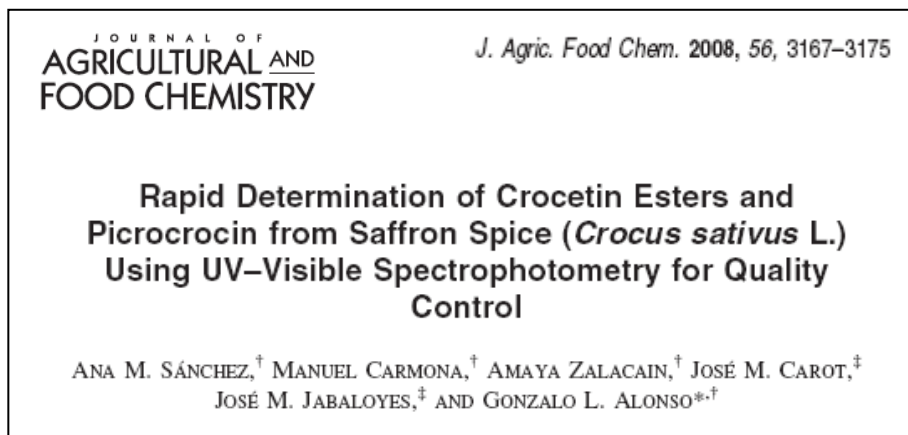 JOURNAL OF
AGRICULTURAL AND
FOOD CHEMISTRY
J. Agric. Food Chem. 2008, 56, 3167–3175
Rapid Determination of Crocetin Esters and
Picrocrocin from Saffron Spice (Crocus sativus L.)
Using UV–Visible Spectrophotometry for Quality
Control
ANA M. SÁNCHEZ,† MANUEL CARMONA,† AMAYA ZALACAIN,† JOSÉ M. CAROT,‡
JOSÉ M. JABALOYES,‡ AND GONZALO L. ALONSO*,†